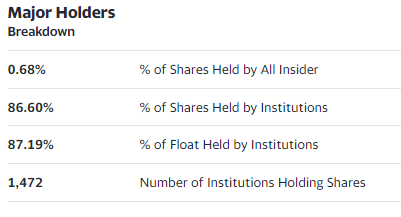 Major Holders
Breakdown
0.68% % of Shares Held by All Insider
86.60% % of Shares Held by Institutions
87.19% % of Float Held by Institutions
1,472 Number of Institutions Holding Shares